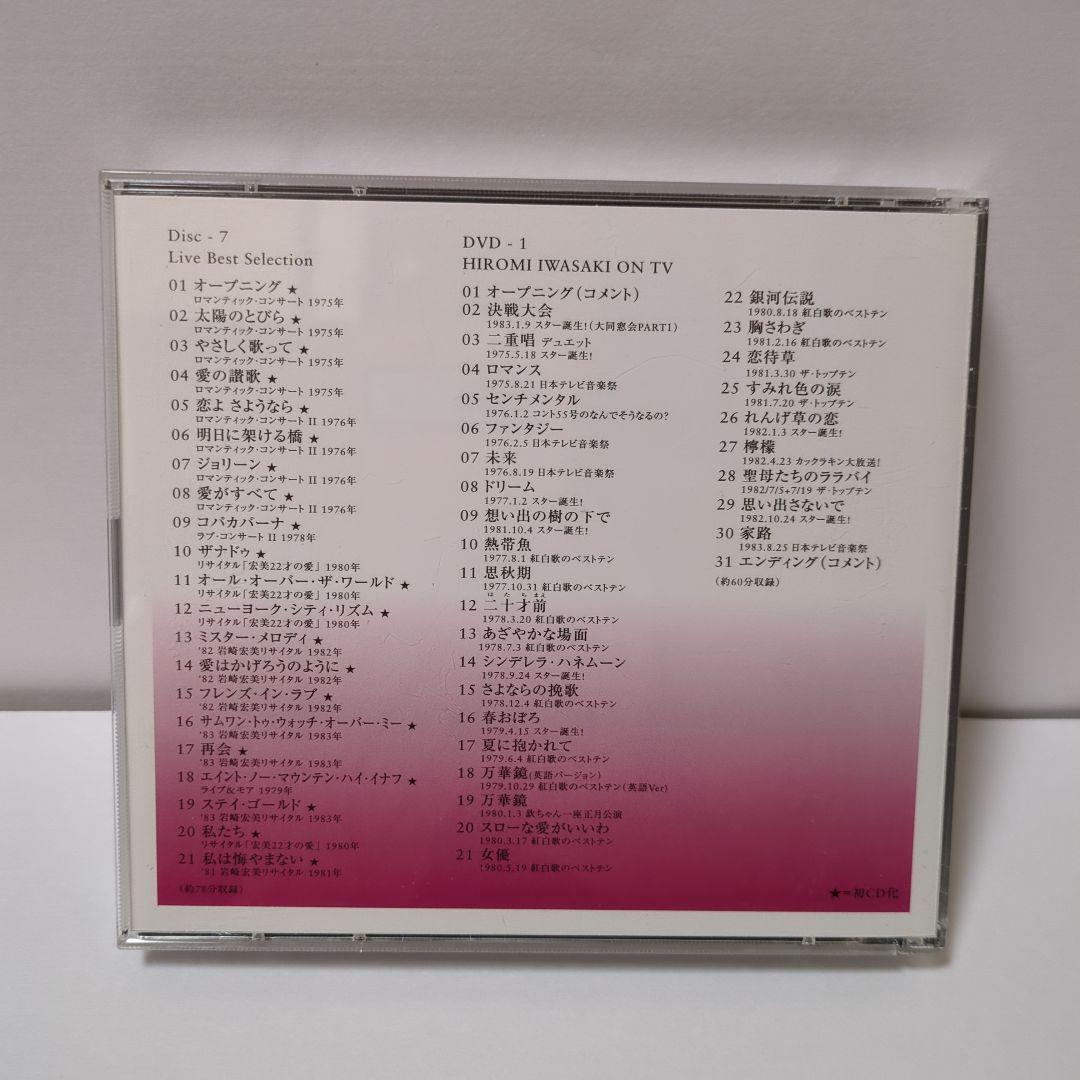 Disc - 7
Live Best Selection
01 オープニング ★
ロマンティック・コンサート 1975年
02 太陽のとびら ★
ロマンティック・コンサート 1975年
03 やさしく歌って ★
ロマンティック・コンサート 1975年
04 愛の讃歌 ★
ロマンティック・コンサート 1975年
05 恋よ さようなら ★
ロマンティック・コンサート II 1976年
06 明日に架ける橋 ★
ロマンティック・コンサート II 1976年
07 ジョリーン ★
ロマンティック・コンサート II 1976年
08 愛がすべて ★
ロマンティック・コンサート II 1976年
09 コパカバーナ ★
ラブ・コンサート II 1978年
10 ザナドゥ ★
リサイタル「宏美22才の愛」 1980年
11 オール・オーバー・ザ・ワールド ★
リサイタル「宏美22才の愛」 1980年
12 ニューヨーク・シティ・リズム ★
リサイタル「宏美22才の愛」 1980年
13 ミスター・メロディ ★
'82 岩崎宏美リサイタル 1982年
14 愛はかげろうのように ★
'82 岩崎宏美リサイタル 1982年
15 フレンズ・イン・ラブ ★
'82 岩崎宏美リサイタル 1982年
16 サムワン・トゥ・ウォッチ・オーバー・ミー ★
'83 岩崎宏美リサイタル 1983年
17 再会 ★
'83 岩崎宏美リサイタル 1983年
18 エイント・ノー・マウンテン・ハイ・イナフ ★
ライブ&モア 1979年
19 ステイ・ゴールド ★
'83 岩崎宏美リサイタル 1983年
20 私たち ★
リサイタル「宏美22才の愛」 1980年
21 私は悔やまない ★
'81 岩崎宏美リサイタル 1981年
(約78分収録)
DVD - 1
HIROMI IWASAKI ON TV
01 オープニング(コメント)
02 決戦大会
1983.1.9 スター誕生!(大同窓会PART1)
03 二重唱 デュエット
1975.5.18 スター誕生!
04 ロマンス
1975.8.21 日本テレビ音楽祭
05 センチメンタル
1976.1.2 コント55号のなんでそうなるの?
06 ファンタジー
1976.2.5 日本テレビ音楽祭
07 未来
1976.8.19 日本テレビ音楽祭
08 ドリーム
1977.1.2 スター誕生!
09 想い出の樹の下で
1981.10.4 スター誕生!
10 熱帯魚
1977.8.1 紅白歌のベストテン
11 思秋期
1977.10.31 紅白歌のベストテン
はたちまえ
12 二十才前
1978.3.20 紅白歌のベストテン
13 あざやかな場面
1978.7.3 紅白歌のベストテン
14 シンデレラ・ハネムーン
1978.9.24 スター誕生!
15 さよならの挽歌
1978.12.4 紅白歌のベストテン
16 春おぼろ
1979.4.15 スター誕生!
17 夏に抱かれて
1979.6.4 紅白歌のベストテン
18 万華鏡(英語バージョン)
1979.10.29 紅白歌のベストテン(英語Ver)
19 万華鏡
1980.1.3 欽ちゃん一座正月公演
20 スローな愛がいいわ
1980.3.17 紅白歌のベストテン
21 女優
1980.5.19 紅白歌のベストテン
22 銀河伝説
1980.8.18 紅白歌のベストテン
23 胸さわぎ
1981.2.16 紅白歌のベストテン
24 恋待草
1981.3.30 ザ・トップテン
25 すみれ色の涙
1981.7.20 ザ・トップテン
26 れんげ草の恋
1982.1.3 スター誕生!
27 檸檬
1982.4.23 カックラキン大放送!
28 聖母たちのララバイ
1982/7/5+7/19 ザ・トップテン
29 思い出さないで
1982.10.24 スター誕生!
30 家路
1983.8.25 日本テレビ音楽祭
31 エンディング(コメント)
(約60分収録)
★=初CD化